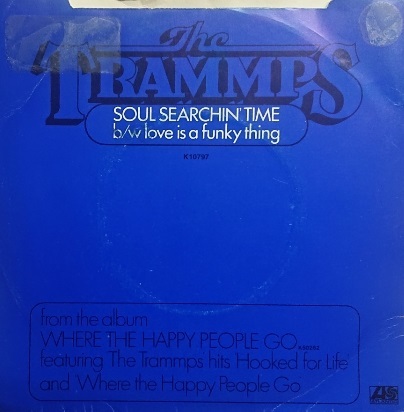 The
TRAMMPS
SOUL SEARCHIN' TIME
b/w love is a funky thing
K10797
from the album
WHERE THE HAPPY PEOPLE GO
featuring The Trammps hits Hooked for Life
and Where the Happy People Go